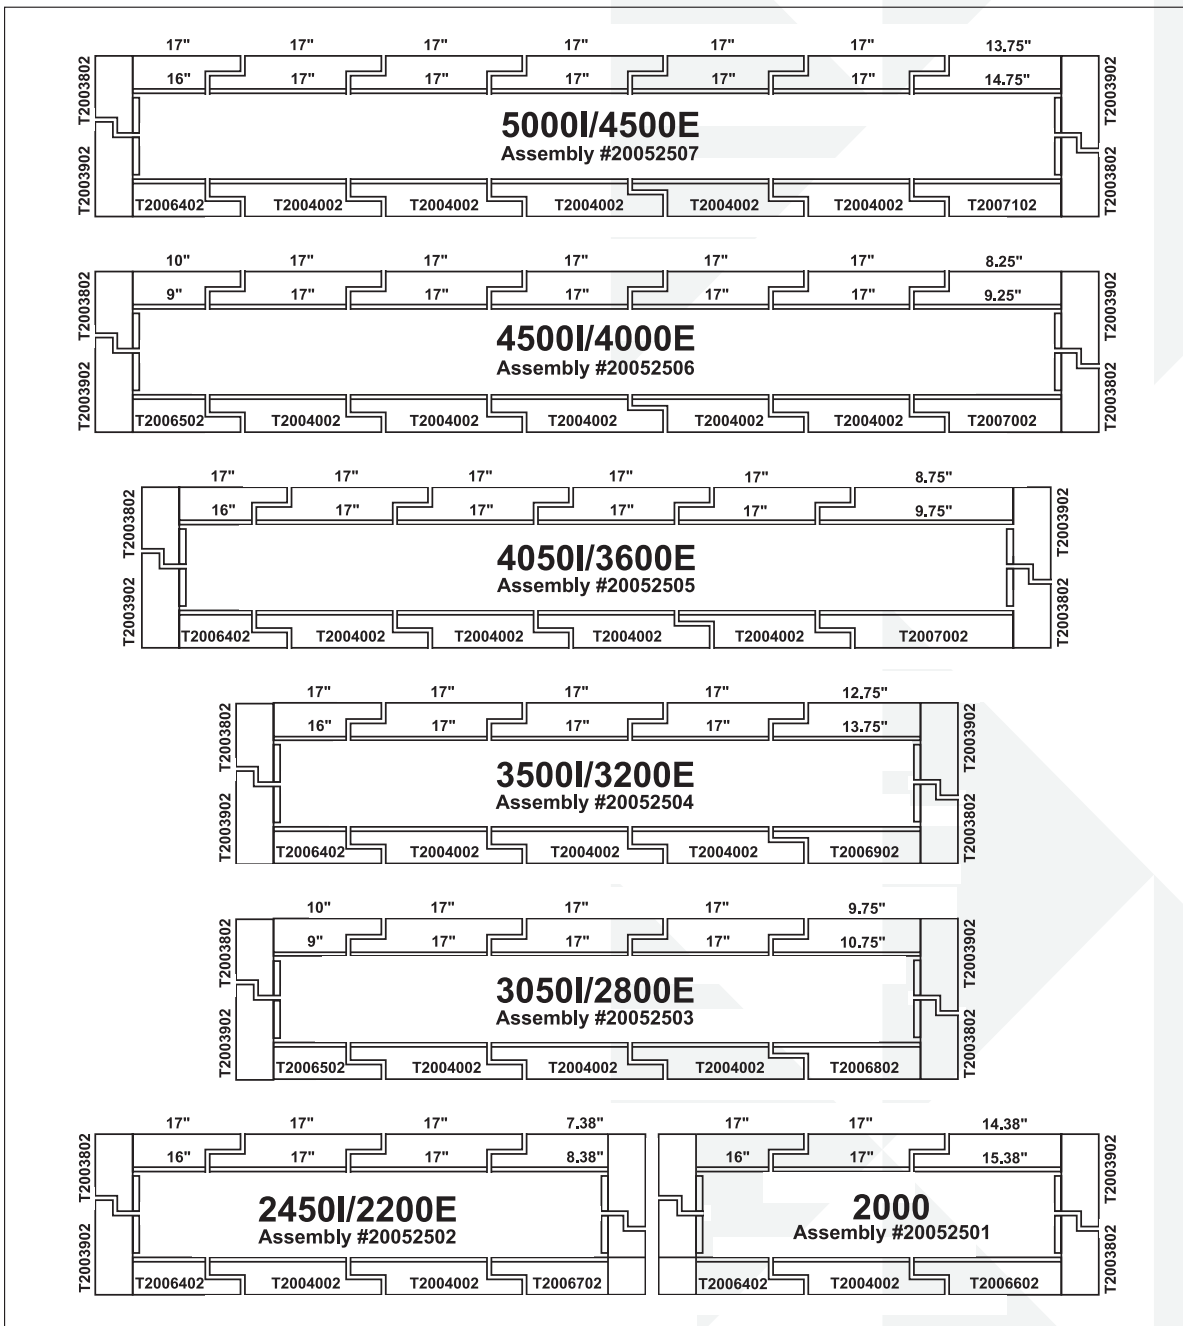 17" 17" 17" 17" 17" 17" 13.75"
16" 17" 17" 17" 17" 17" 14.75"
T2003802
T2003902
5000I/4500E
Assembly #20052507
T2003902
T2003802
T2006402 T2004002 T2004002 T2004002 T2004002 T2004002 T2007102
10" 17" 17" 17" 17" 17" 8.25"
9" 17" 17" 17" 17" 17" 9.25"
T2003802
T2003902
4500I/4000E
Assembly #20052506
T2003902
T2003802
T2006502 T2004002 T2004002 T2004002 T2004002 T2004002 T2007002
17" 17" 17" 17" 17" 8.75"
16" 17" 17" 17" 17" 9.75"
T2003802
T2003902
4050I/3600E
Assembly #20052505
T2003902
T2003802
T2006402 T2004002 T2004002 T2004002 T2004002 T2007002
17" 17" 17" 17" 12.75"
16" 17" 17" 17" 13.75"
T2003802
T2003902
3500I/3200E
Assembly #20052504
T2003902
T2003802
T2006402 T2004002 T2004002 T2004002 T2006902
10" 17" 17" 17" 9.75"
9" 17" 17" 17" 10.75"
T2003802
T2003902
3050I/2800E
Assembly #20052503
T2003902
T2003802
T2006502 T2004002 T2004002 T2004002 T2006802
17" 17" 17" 7.38"
16" 17" 17" 8.38"
T2003802
T2003902
2450I/2200E
Assembly #20052502
T2006402 T2004002 T2004002 T2006702
17" 17" 14.38"
16" 17" 15.38"
2000
Assembly #20052501
T2003902
T2003802
T2006402 T2004002 T2006602